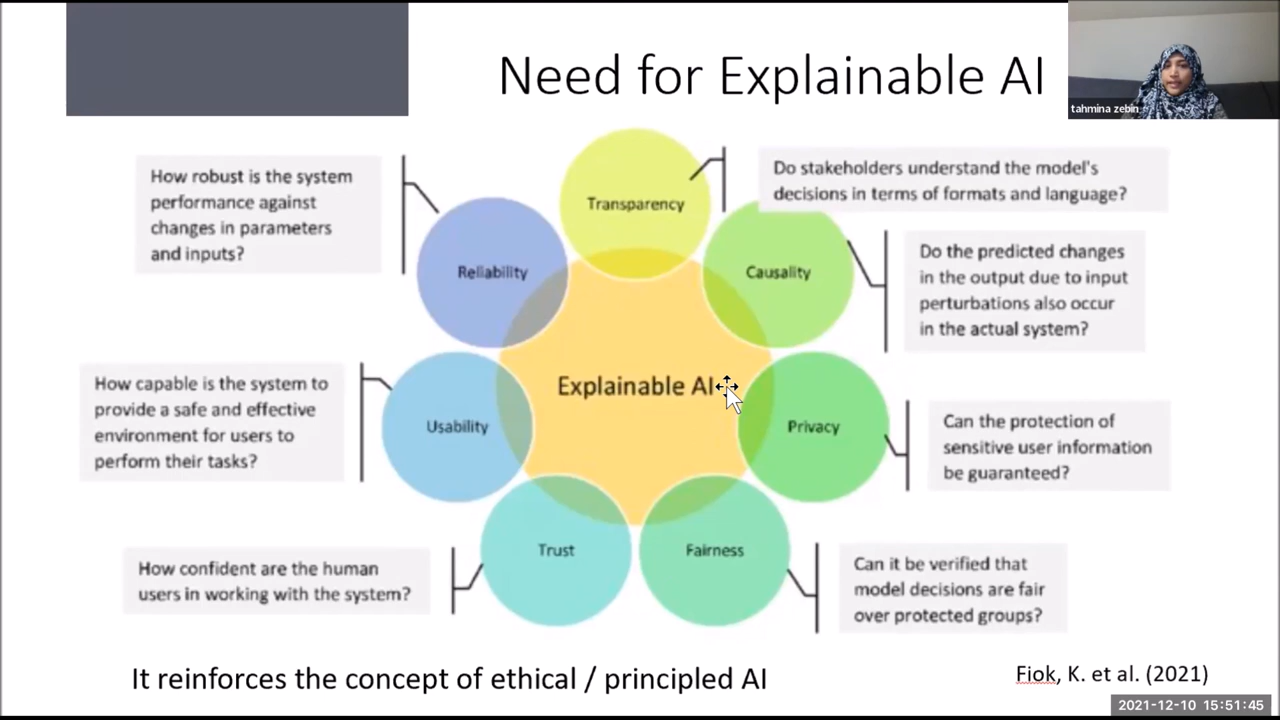 Need for Explainable AI
tahmina zebin
Transparency
Do stakeholders understand the model's
decisions in terms of formats and language?
How robust is the system
performance against
changes in parameters
and inputs?
Reliability
Causality
Do the predicted changes
in the output due to input
perturbations also occur
in the actual system?
Explainable AI
How capable is the system to
provide a safe and effective
environment for users to
perform their tasks?
Usability
Privacy
Can the protection of
sensitive user information
be guaranteed?
Trust
Fairness
How confident are the human
users in working with the system?
Can it be verified that
model decisions are fair
over protected groups?
It reinforces the concept of ethical / principled AI
Fiok, K. et al. (2021)
2021-12-10 15:51:45